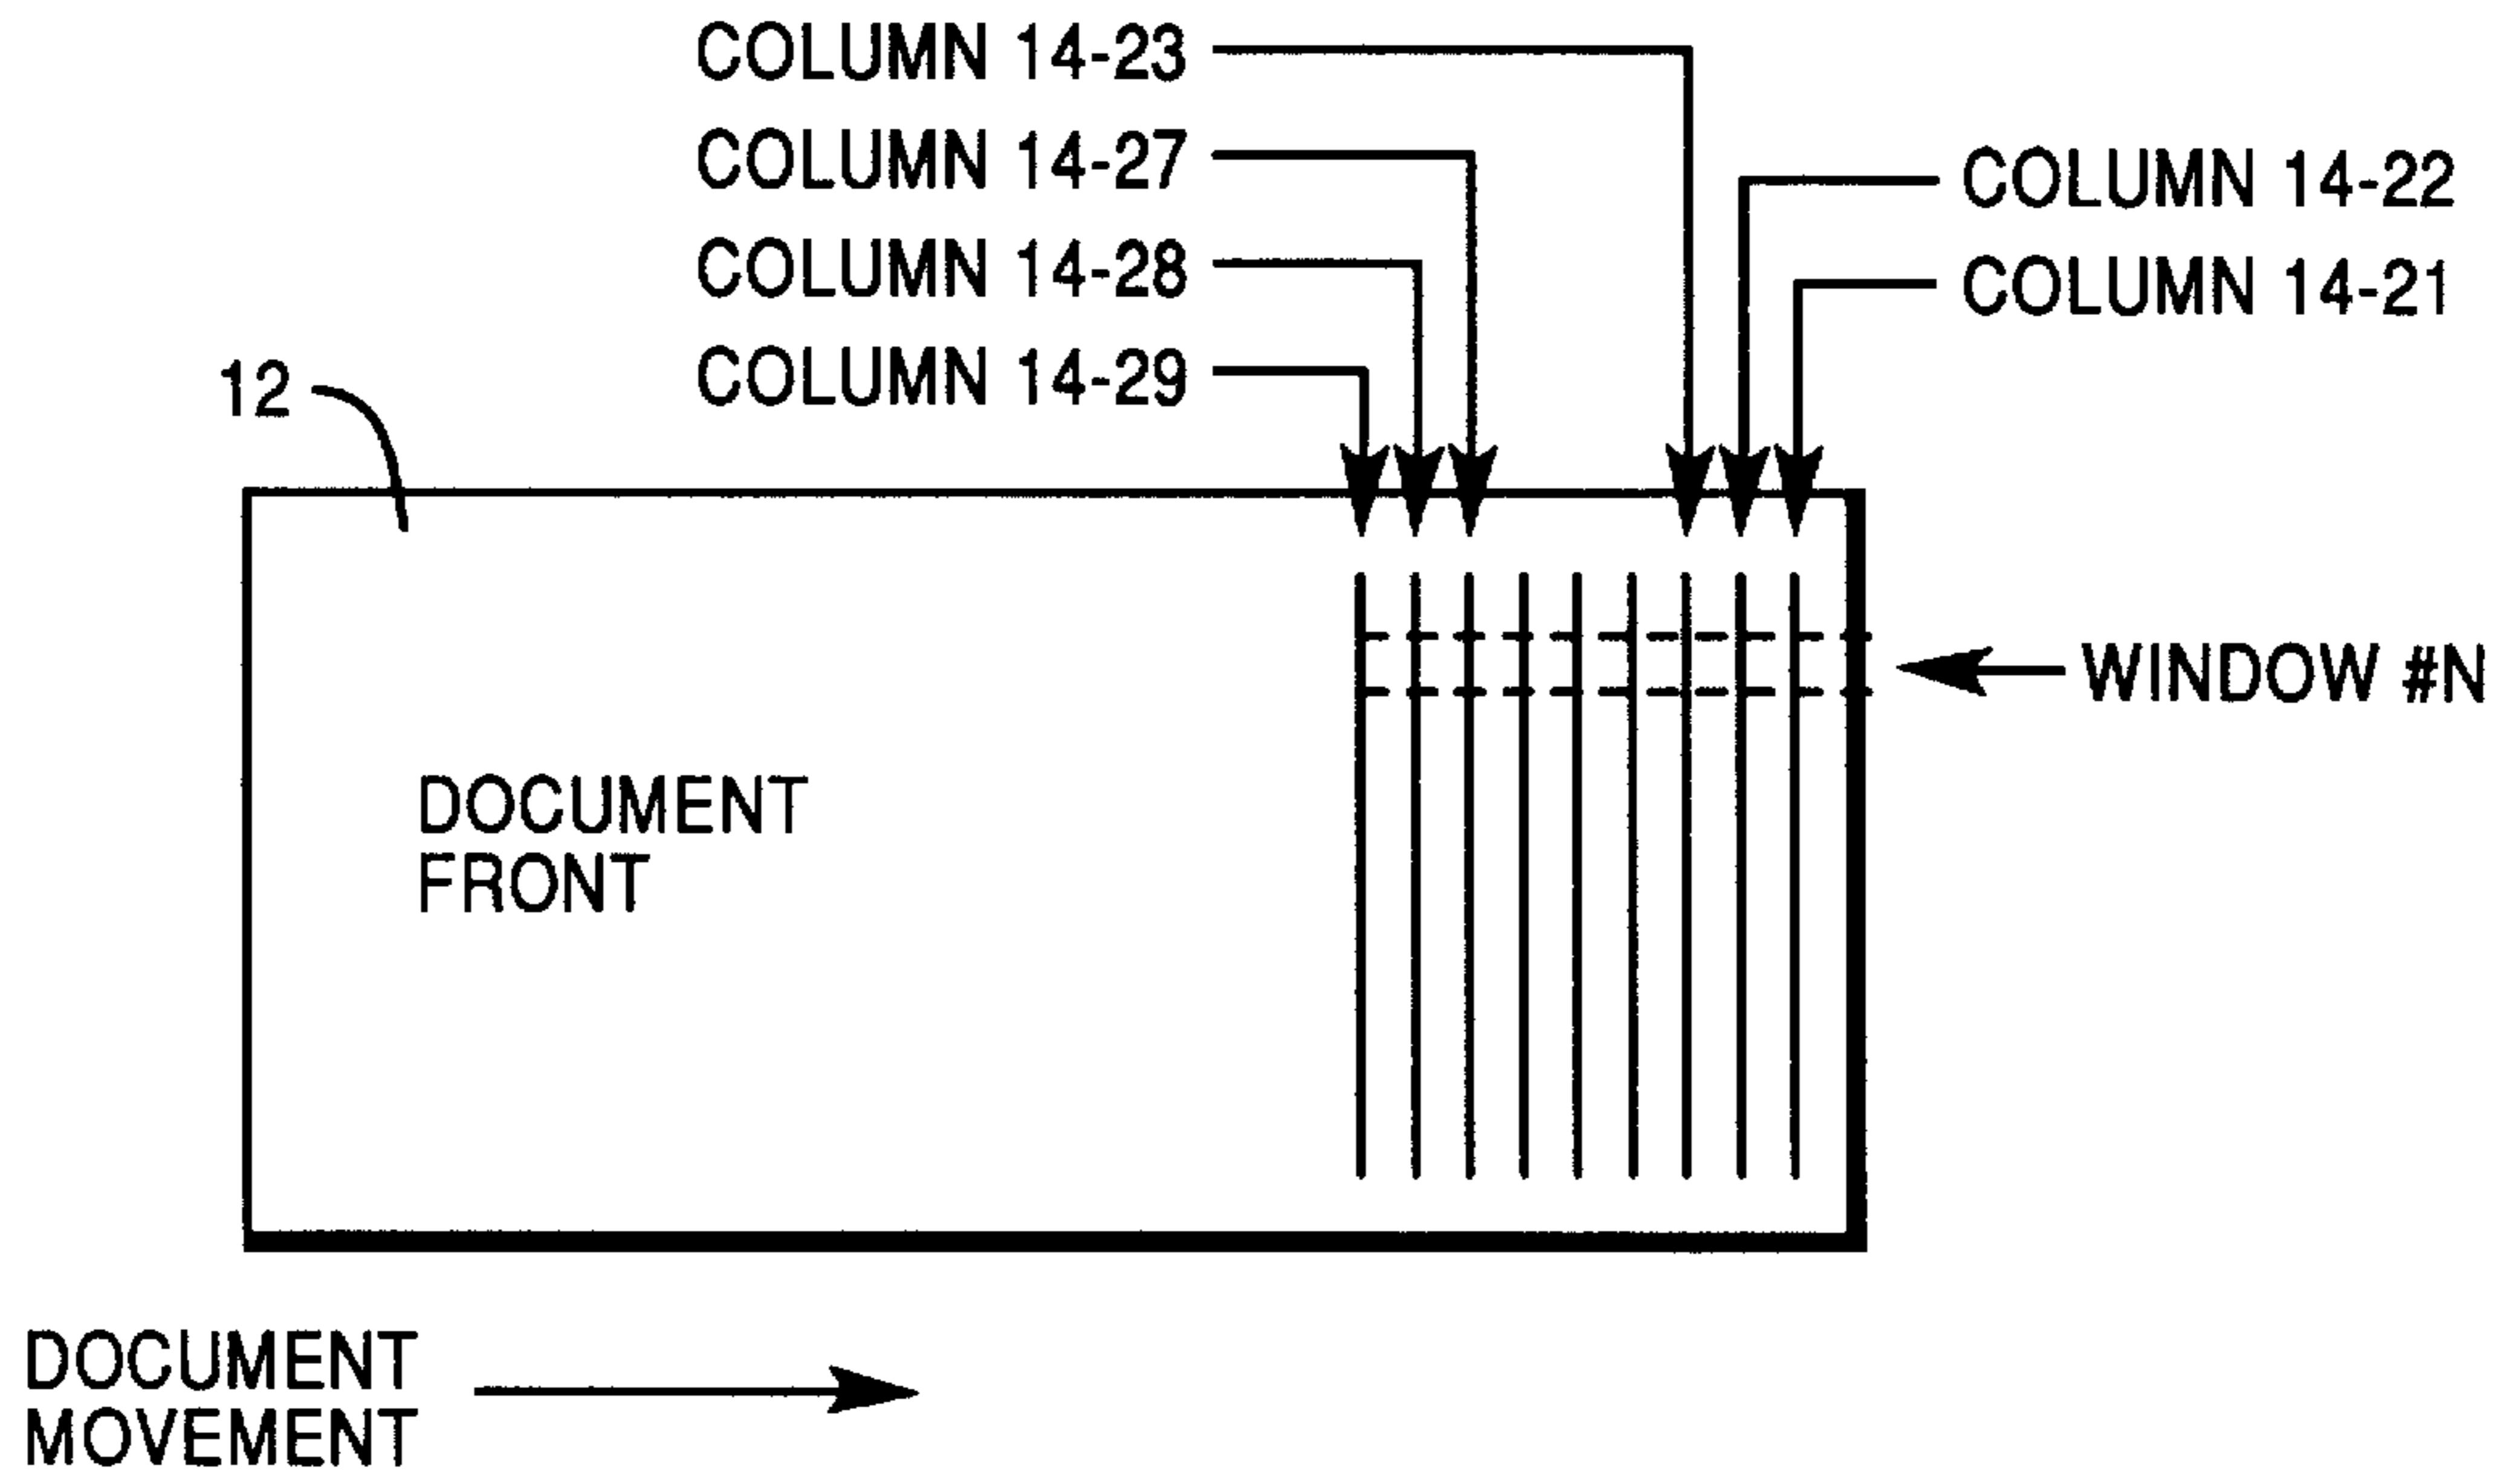 COLUMN 14-23
COLUMN 14-27
COLUMN 14-28
COLUMN 14-29
COLUMN 14-22
COLUMN 14-21
12
WINDOW #N
DOCUMENT
FRONT
DOCUMENT
MOVEMENT